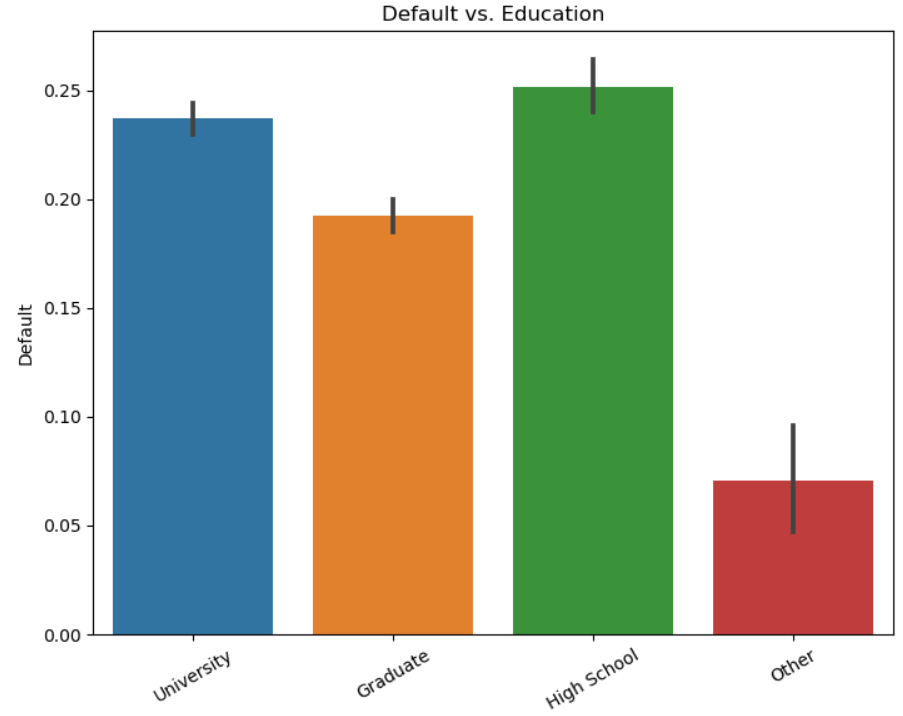 Default vs. Education
Default
0.25
0.20
0.15
0.10
0.05
0.00
University
Graduate
High School
Other